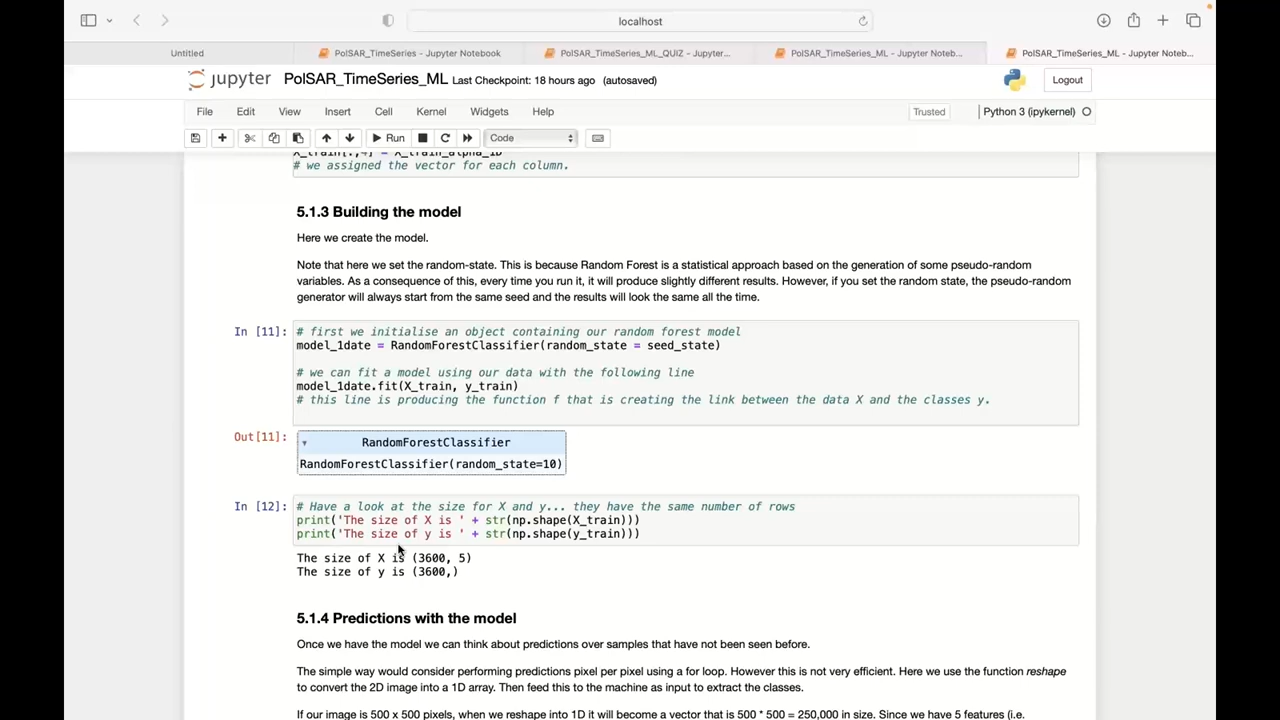 localhost
Untitled
PolSAR_TimeSeries - Jupyter Notebook
PolSAR_TimeSeries_ML_QUIZ - Jupyter...
PolSAR_TimeSeries_ML - Jupyter Noteb...
PolSAR_TimeSeries_ML - Jupyter Noteb...
jupyter PolSAR_TimeSeries_ML Last Checkpoint: 18 hours ago (autosaved)
Logout
File Edit View Insert Cell Kernel Widgets Help
Trusted
Python 3 (ipykernel)
Run
Code
X_train[:,4] = X_train_alpha_1D
# we assigned the vector for each column.
5.1.3 Building the model
Here we create the model.
Note that here we set the random-state. This is because Random Forest is a statistical approach based on the generation of some pseudo-random
variables. As a consequence of this, every time you run it, it will produce slightly different results. However, if you set the random state, the pseudo-random
generator will always start from the same seed and the results will look the same all the time.
In [11]:
# first we initialise an object containing our random forest model
model_1date = RandomForestClassifier(random_state = seed_state)
# we can fit a model using our data with the following line
model_1date.fit(X_train, y_train)
# this line is producing the function f that is creating the link between the data X and the classes y.
Out[11]:
RandomForestClassifier
RandomForestClassifier(random_state=10)
In [12]:
# Have a look at the size for X and y... they have the same number of rows
print('The size of X is ' + str(np.shape(X_train)))
print('The size of y is ' + str(np.shape(y_train)))
The size of X is (3600, 5)
The size of y is (3600,)
5.1.4 Predictions with the model
Once we have the model we can think about predictions over samples that have not been seen before.
The simple way would consider performing predictions pixel per pixel using a for loop. However this is not very efficient. Here we use the function reshape
to convert the 2D image into a 1D array. Then feed this to the machine as input to extract the classes.
If our image is 500 x 500 pixels, when we reshape into 1D it will become a vector that is 500 * 500 = 250,000 in size. Since we have 5 features (i.e.